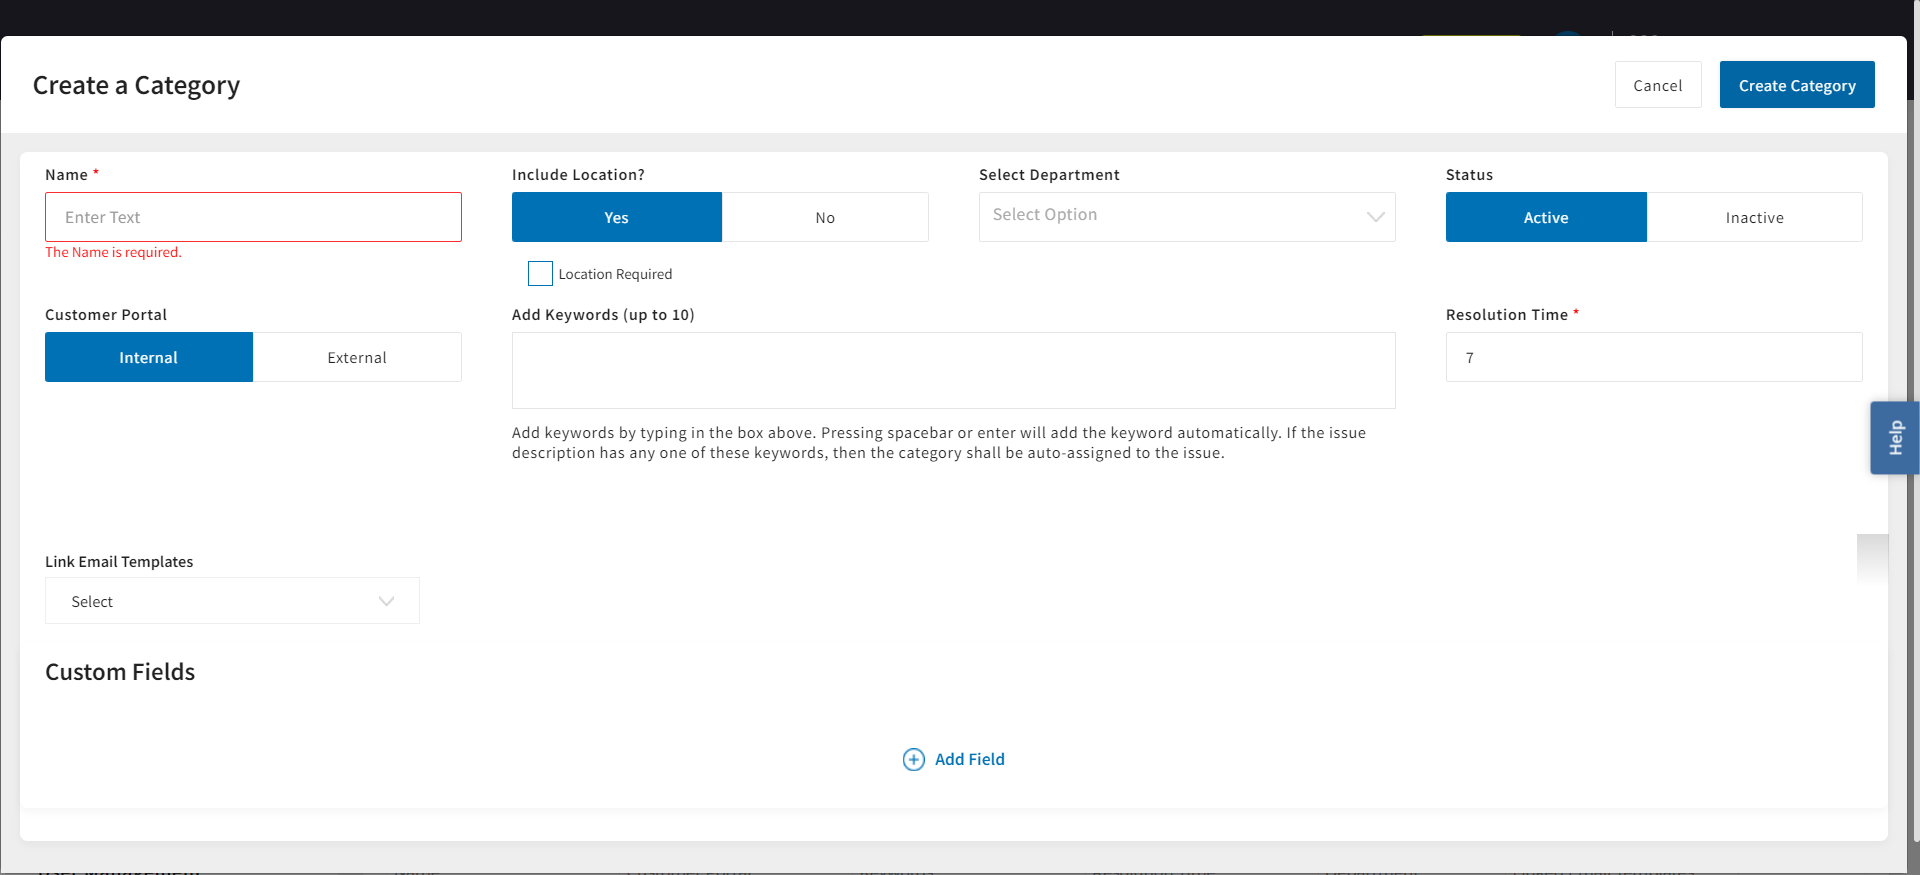 Create a Category
Cancel
Create Category
Name *
Include Location?
Select Department
Status
Enter Text
Yes
No
Select Option
Active
Inactive
The Name is required.
Location Required
Customer Portal
Add Keywords (up to 10)
Resolution Time *
Internal
External
7
Add keywords by typing in the box above. Pressing spacebar or enter will add the keyword automatically. If the issue
description has any one of these keywords, then the category shall be auto-assigned to the issue.
Help
Link Email Templates
Select
Custom Fields
Add Field